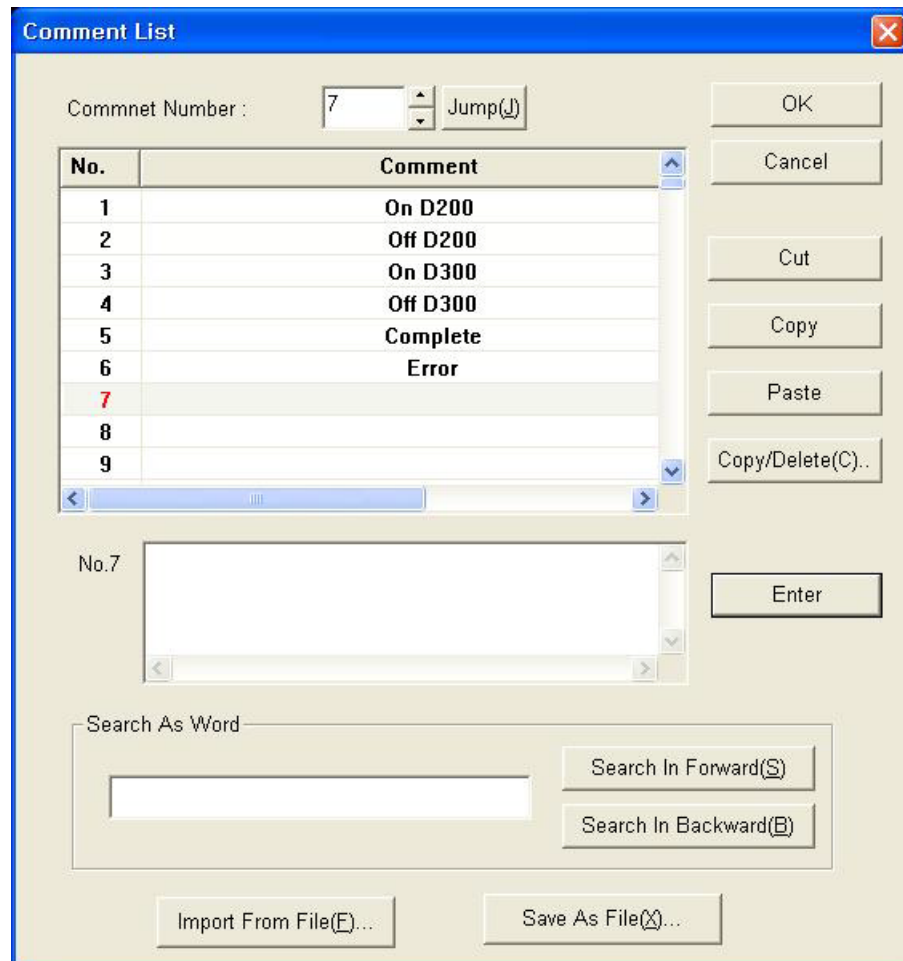 Comment List
Commnet Number :
7
Jump(J)
OK
Cancel
No. Comment
1 On D200
2 Off D200
3 On D300
4 Off D300
5 Complete
6 Error
7
8
9
Cut
Copy
Paste
Copy/Delete(C)..
No.7
Enter
Search As Word
Search In Forward(S)
Search In Backward(B)
Import From File(F)...
Save As File(X)...